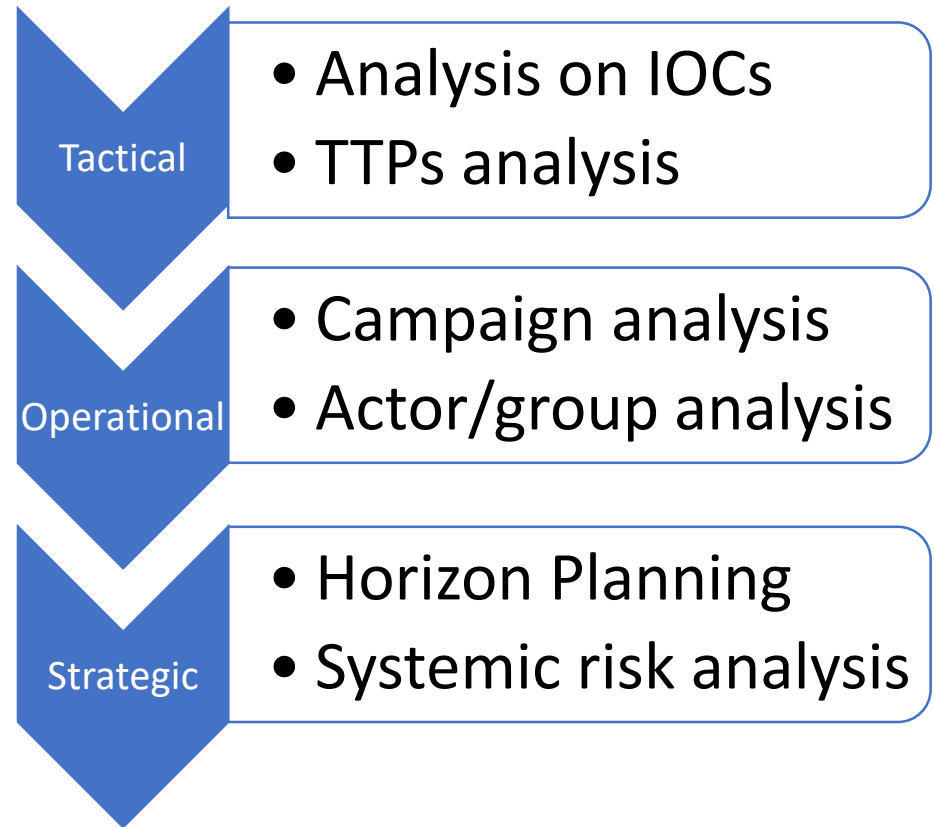 Tactical
• Analysis on IOCs
• TTPs analysis
Operational
• Campaign analysis
• Actor/group analysis
Strategic
• Horizon Planning
• Systemic risk analysis